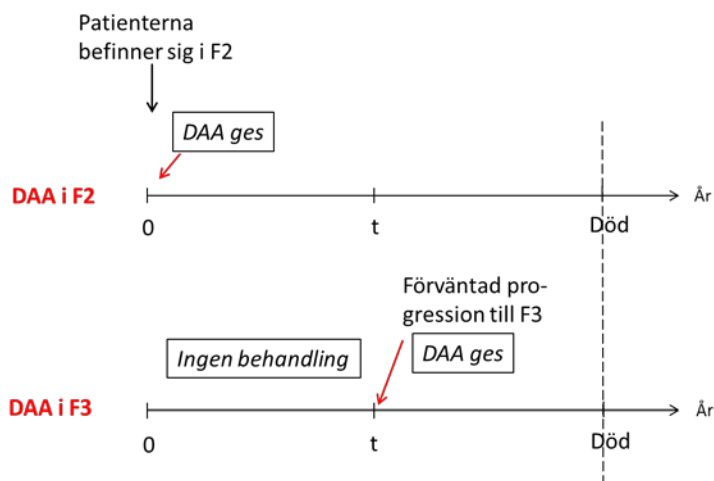 Patienterna
befinner sig i F2
DAA ges
DAA i F2
År
0
t
Död
Förväntad pro-
gression till F3
Ingen behandling
DAA ges
DAA i F3
År
0
t
Död